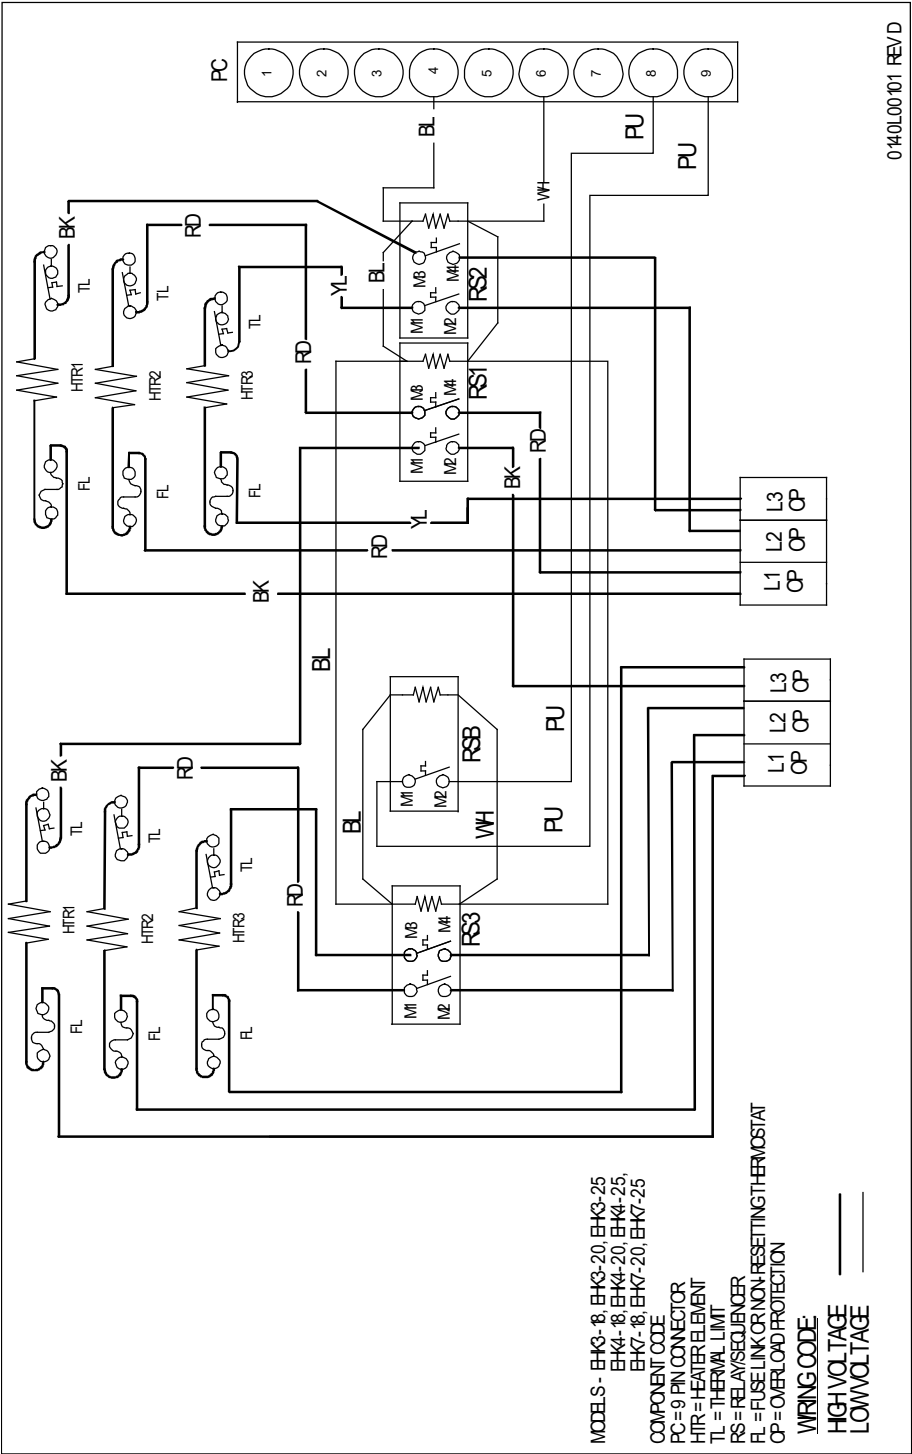 0140L00101 REV D
PC
1
2
3
4
5
6
7
8
9
BL
WH
PU
PU
BK
RD
YL
RD
BL
TL
TL
TL
HTR1
HTR2
HTR3
FL
FL
FL
M3
M4
M1
M2
RS2
M3
M4
M1
M2
RS1
BK
RD
YL
RD
BK
L3
OP
L2
OP
L1
OP
BL
BK
RD
RD
TL
TL
TL
HTR1
HTR2
HTR3
FL
FL
FL
BL
WH
PU
PU
M1
M2
RSB
M3
M4
M1
M2
RS3
L3
OP
L2
OP
L1
OP
MODELS - EHK3-18, EHK3-20, EHK3-25
EHK4-18, EHK4-20, EHK4-25,
EHK7-18, EHK7-20, EHK7-25
COMPONENT CODE
PC = 9 PIN CONNECTOR
HTR = HEATER ELEMENT
TL = THERMAL LIMIT
RS = RELAY/SEQUENCER
FL = FUSE LINK OR NON-RESETTING THERMOSTAT
OP = OVERLOAD PROTECTION
WIRING CODE:
HIGH VOLTAGE
LOW VOLTAGE